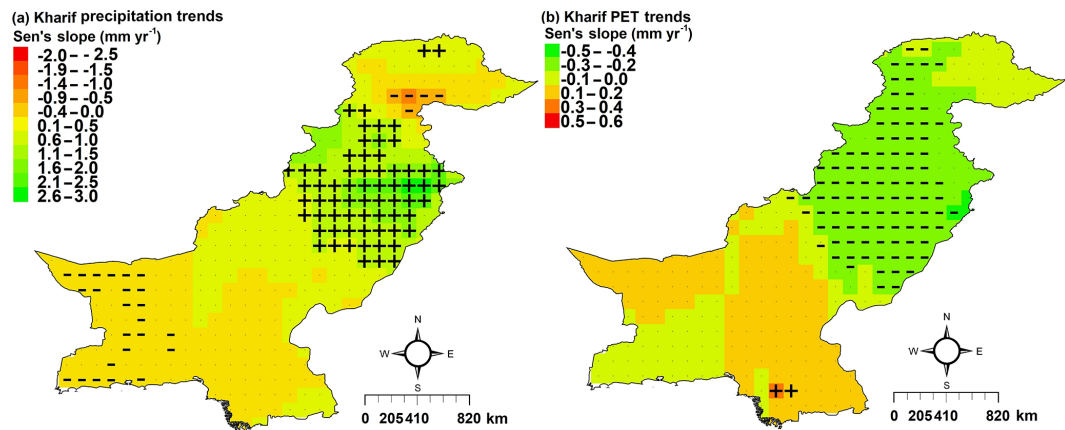 (a) Kharif precipitation trends
Sen's slope (mm yr-1)
-2.0 - - 2.5
-1.9 - -1.5
-1.4 - -1.0
-0.9 - -0.5
-0.4 - 0.0
0.1 - 0.5
0.6 - 1.0
1.1 - 1.5
1.6 - 2.0
2.1 - 2.5
2.6 - 3.0
N
W E
S
0 205410 820 km
(b) Kharif PET trends
Sen's slope (mm yr-1)
-0.5 - -0.4
-0.3 - -0.2
-0.1 - 0.0
0.1 - 0.2
0.3 - 0.4
0.5 - 0.6
N
W E
S
0 205410 820 km